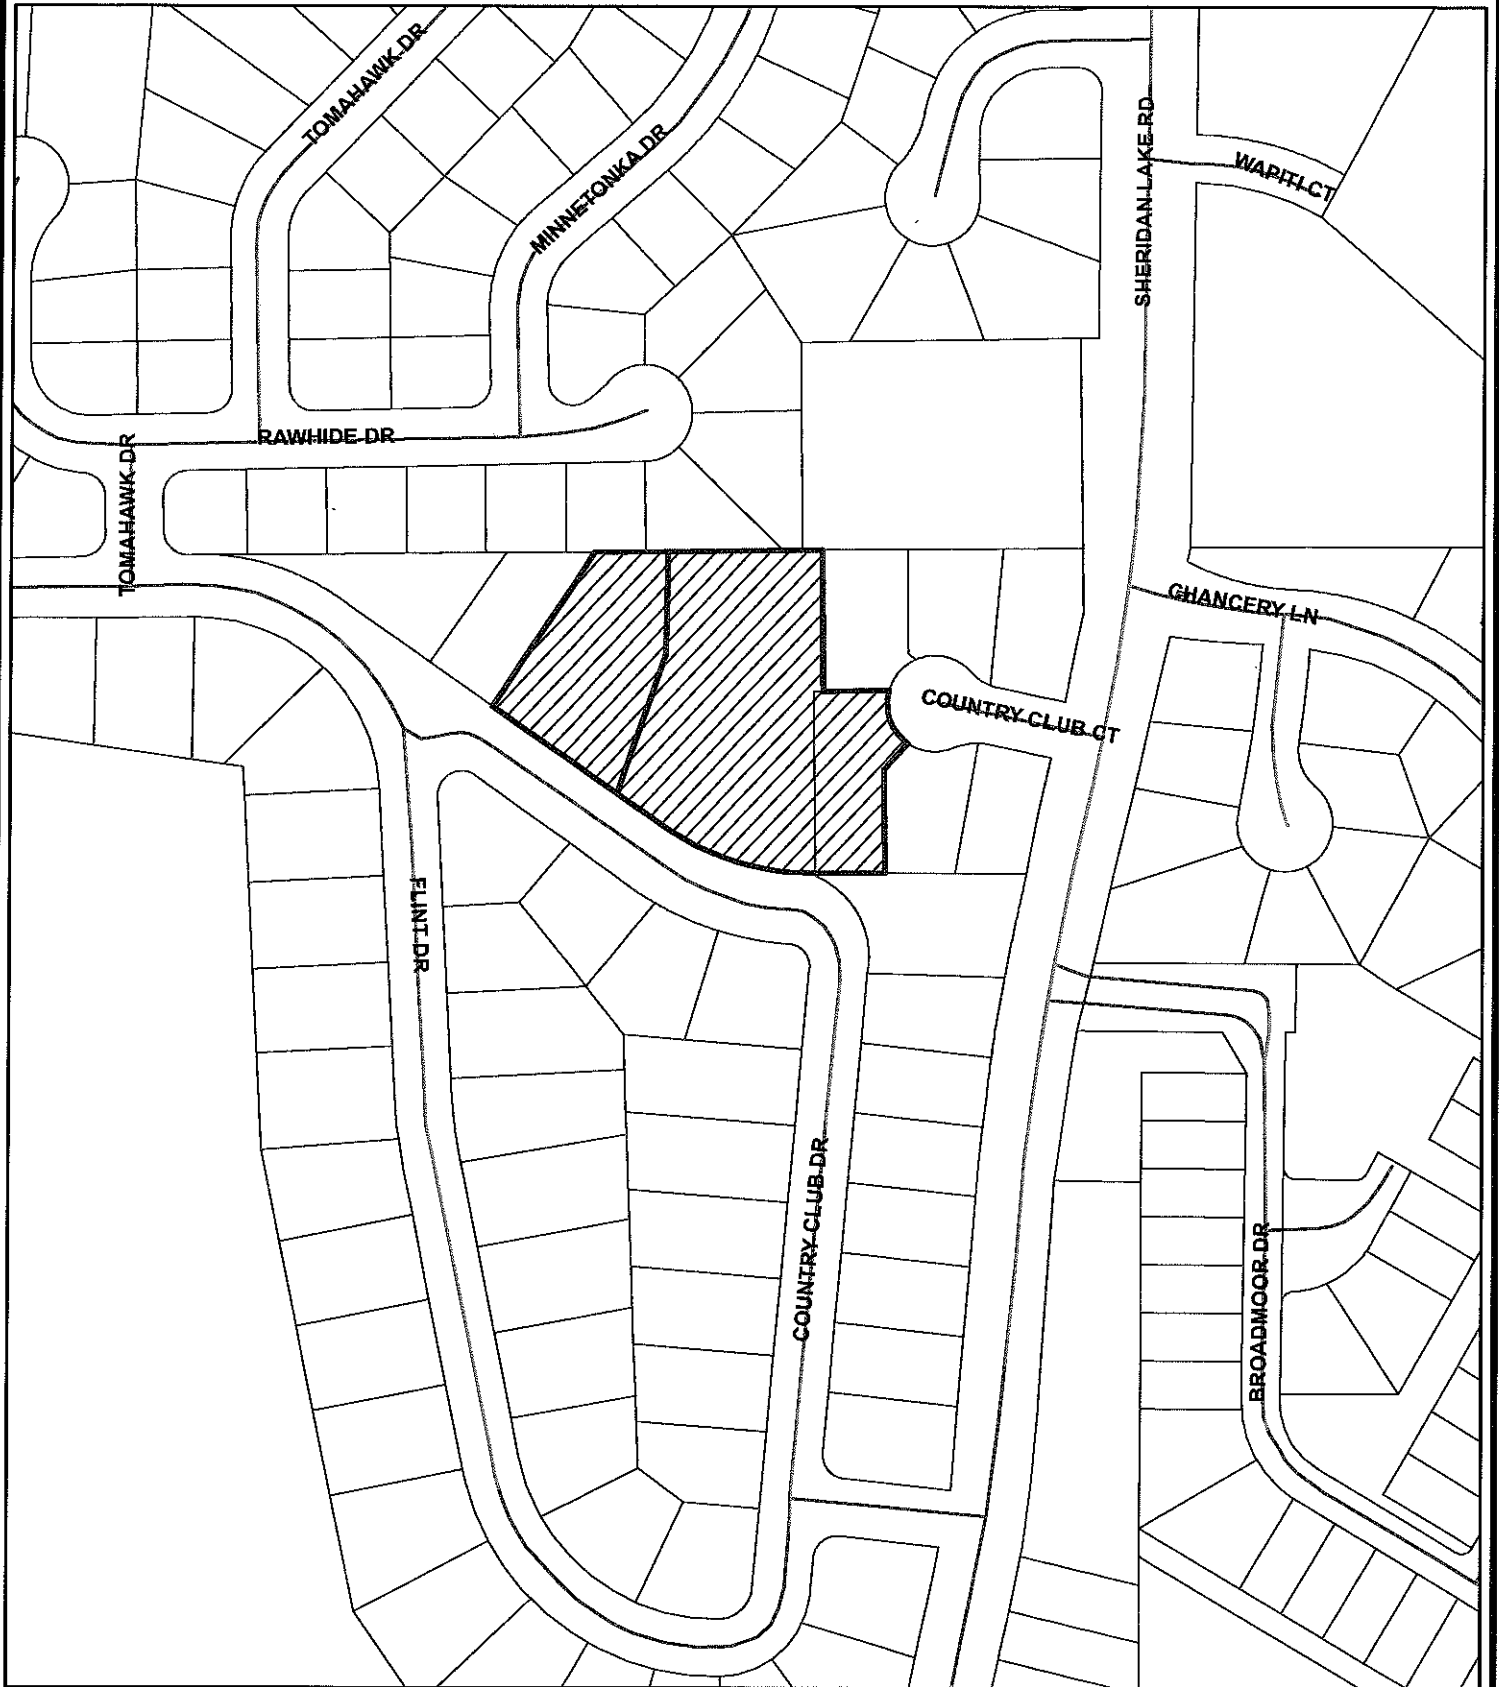 TOMAHAWK DR
MINNETONKA DR
SHERIDAN LAKE RD
WAPITI CT
RAWHIDE DR
TOMAHAWK DR
CHANCERY LN
COUNTRY CLUB CT
FLINT DR
COUNTRY CLUB DR
BROADMOOR DR